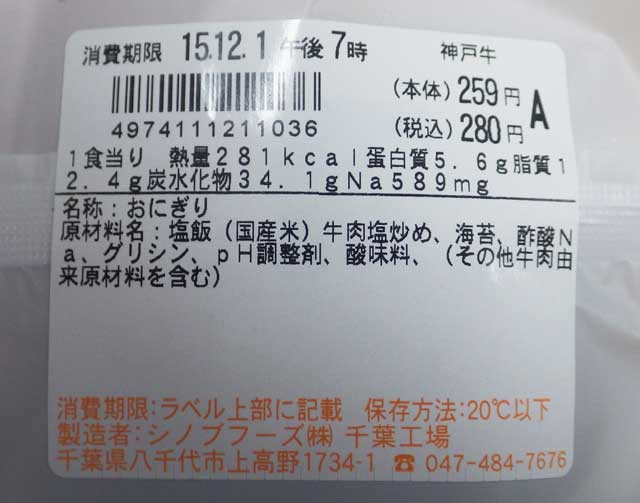 消費期限 15.12.1 午後7時 神戸牛
(本体) 259円 A
4974111211036 (税込) 280円
1食当り 熱量281kcal蛋白質5.6g脂質1
2.4g炭水化物34.1gNa589mg
名称:おにぎり
原材料名:塩飯(国産米)牛肉塩炒め、海苔、酢酸N
a、グリシン、pH調整剤、酸味料、(その他牛肉由
来原材料を含む)
消費期限:ラベル上部に記載 保存方法:20℃以下
製造者:シノブフーズ㈱ 千葉工場
千葉県八千代市上高野1734-1 ☎ 047-484-7676